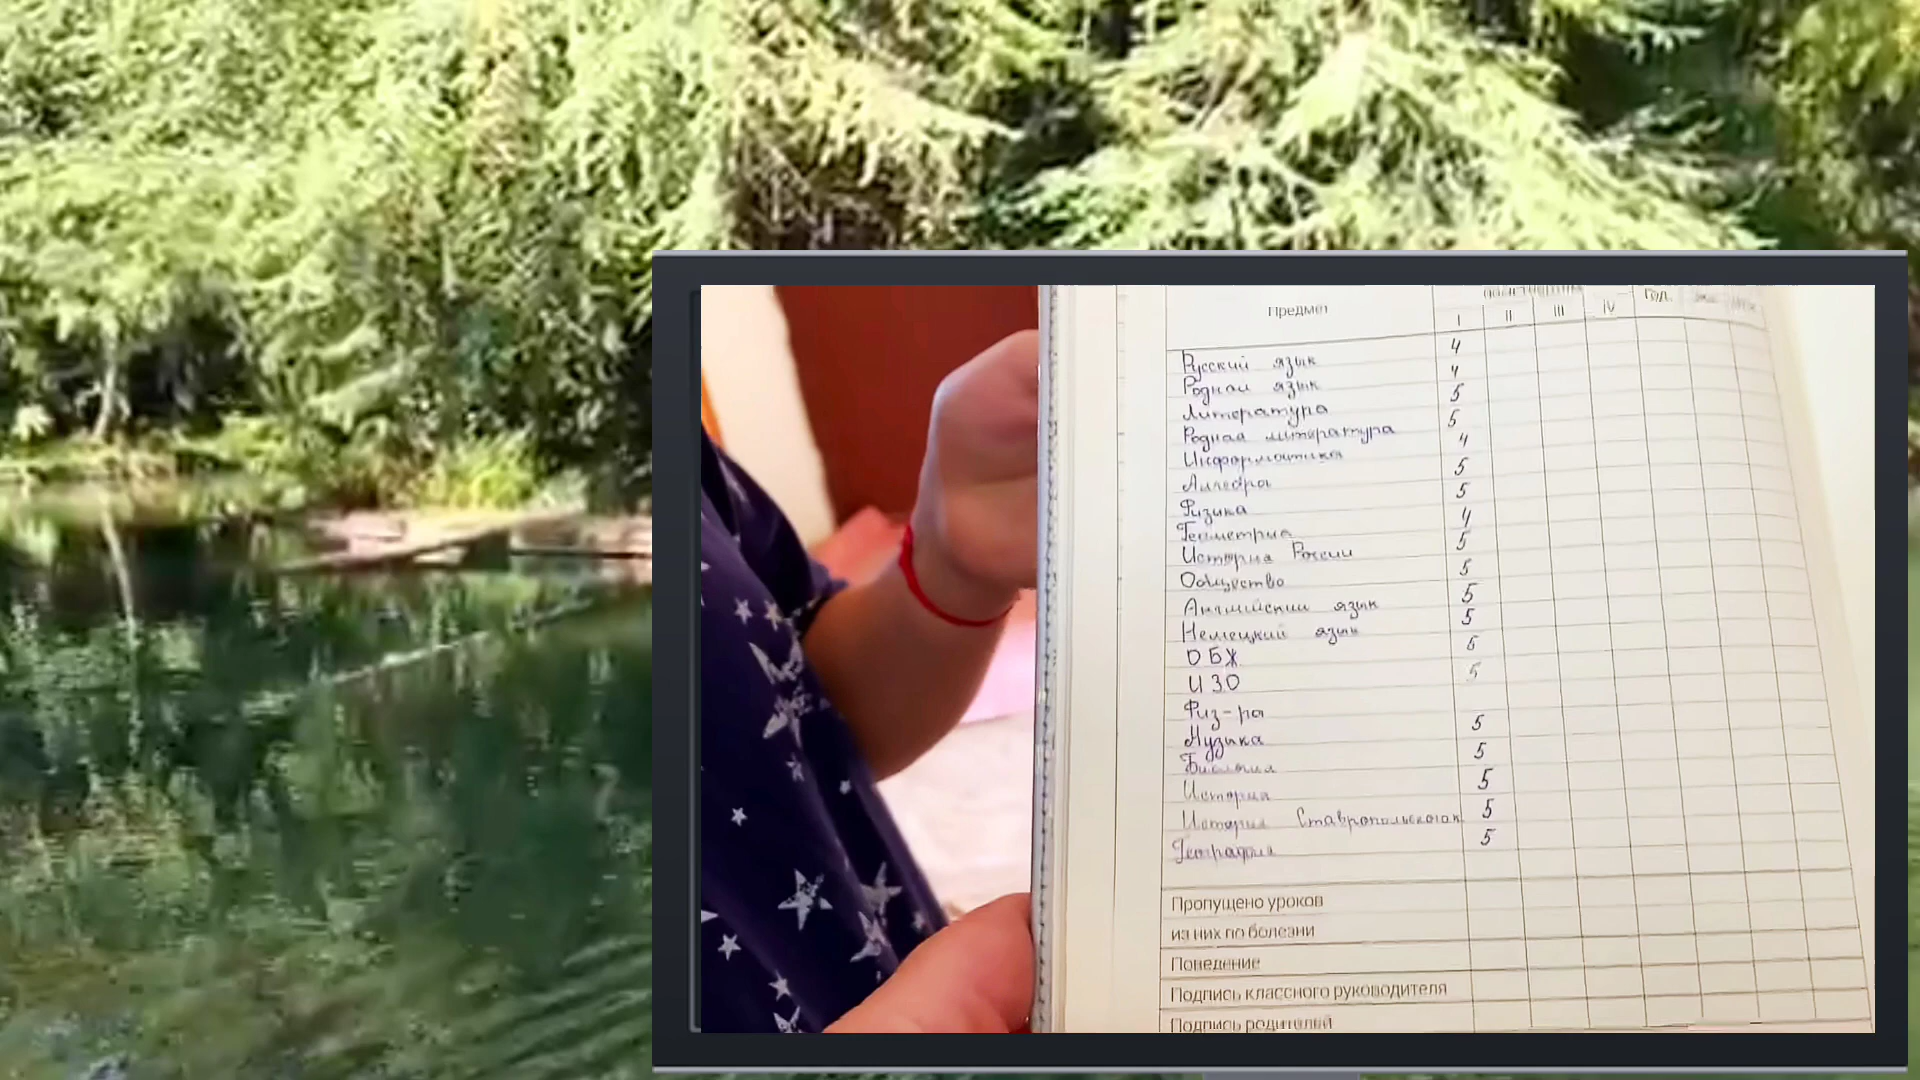 Предмет I II III IV Год.
Русский язык 4
Родной язык 4
Литература 5
Родная литература 5
Информатика 4
Алгебра 5
Физика 5
Геометрия 4
История России 5
Общество 5
Английский язык 5
Немецкий язык 5
ОБЖ 5
ИЗО 5
Физ-ра
Музыка 5
Биология 5
История 5
История 5
География 5
Пропущено уроков
из них по болезни
Поведение
Подпись классного руководителя
Подпись родителей